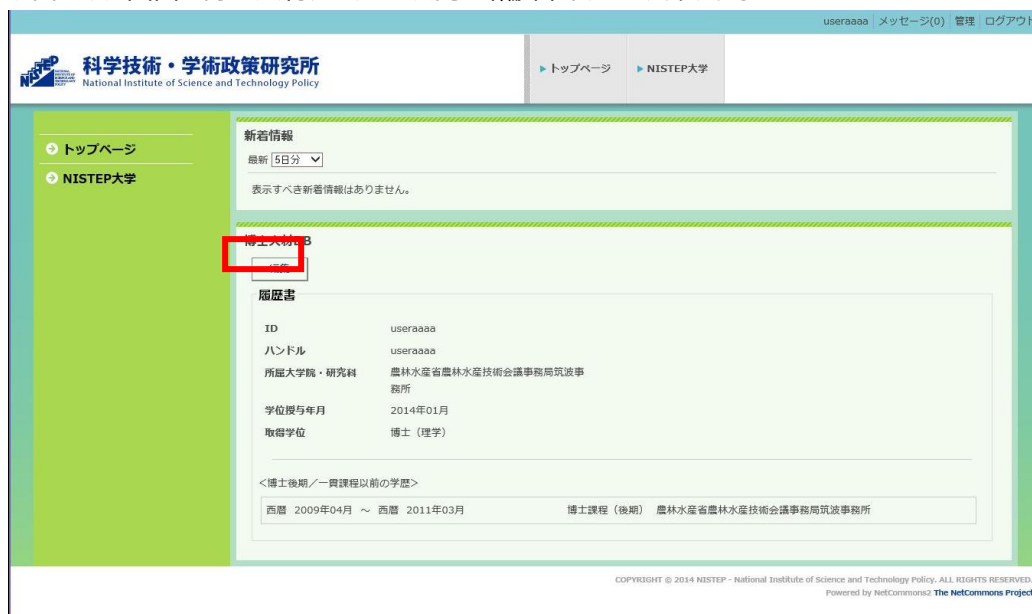 useraaaa メッセージ(0) 管理 ログアウト
NISTEP 科学技術・学術政策研究所
National Institute of Science and Technology Policy
トップページ NISTEP大学
トップページ
NISTEP大学
新着情報
最新 5日分
表示すべき新着情報はありません。
博士人材DB
編集
履歴書
ID useraaaa
ハンドル useraaaa
所属大学院・研究科 農林水産省農林水産技術会議事務局筑波事
務所
学位授与年月 2014年01月
取得学位 博士（理学）
<博士後期／一貫課程以前の学歴>
西暦 2009年04月 ～ 西暦 2011年03月 博士課程（後期） 農林水産省農林水産技術会議事務局筑波事務所
COPYRIGHT © 2014 NISTEP - National Institute of Science and Technology Policy. ALL RIGHTS RESERVED.
Powered by NetCommons2 The NetCommons Project